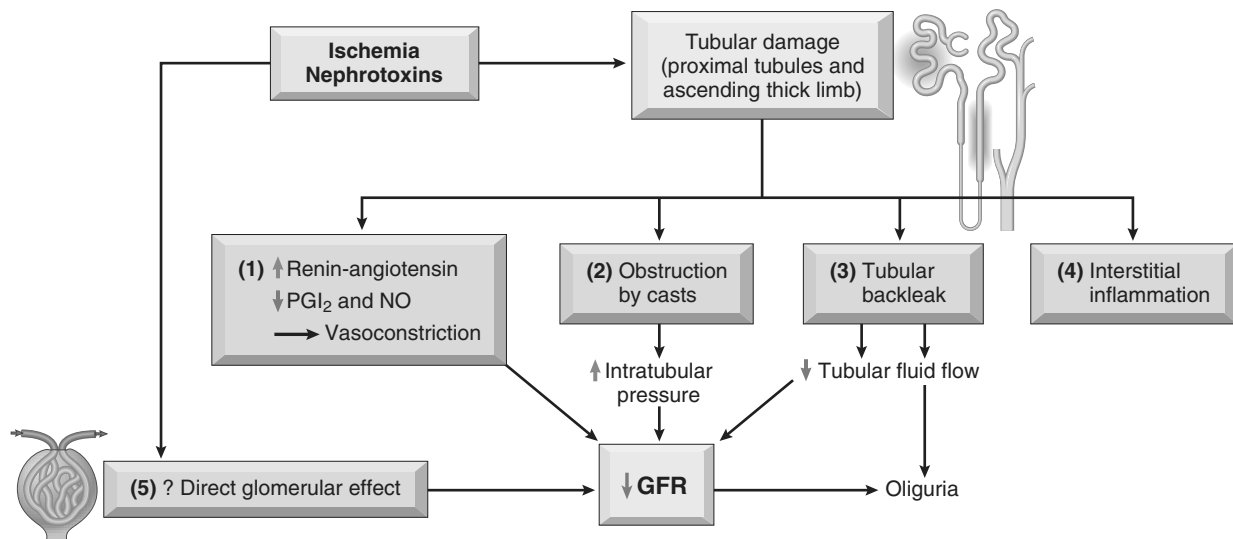 Ischemia
Nephrotoxins
Tubular damage
(proximal tubules and
ascending thick limb)
(1) ↑ Renin-angiotensin
↓ PGI₂ and NO
→ Vasoconstriction
(2) Obstruction
by casts
(3) Tubular
backleak
(4) Interstitial
inflammation
↑ Intratubular
pressure
↓ Tubular fluid flow
(5) ? Direct glomerular effect
↓ GFR
Oliguria